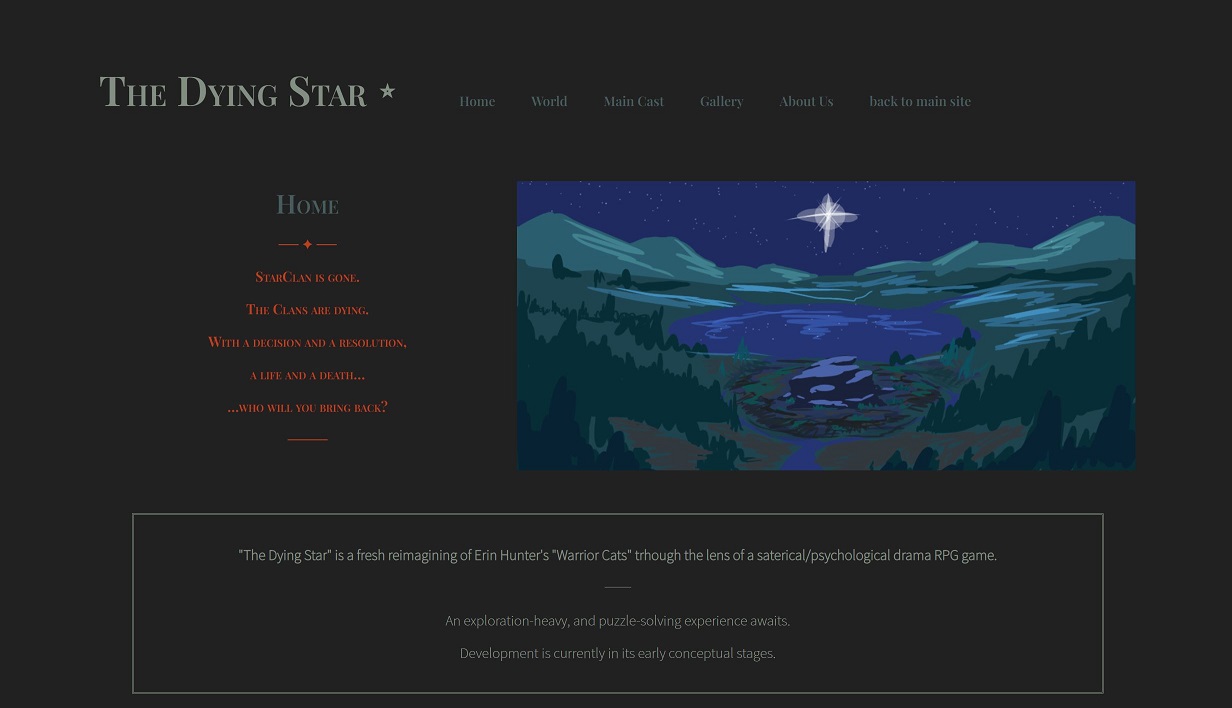 The Dying Star ★
Home World Main Cast Gallery About Us back to main site
Home
StarClan is gone.
The Clans are dying.
With a decision and a resolution,
a life and a death...
...who will you bring back?
"The Dying Star" is a fresh reimagining of Erin Hunter's "Warrior Cats" trhough the lens of a saterical/psychological drama RPG game.
An exploration-heavy, and puzzle-solving experience awaits.
Development is currently in its early conceptual stages.